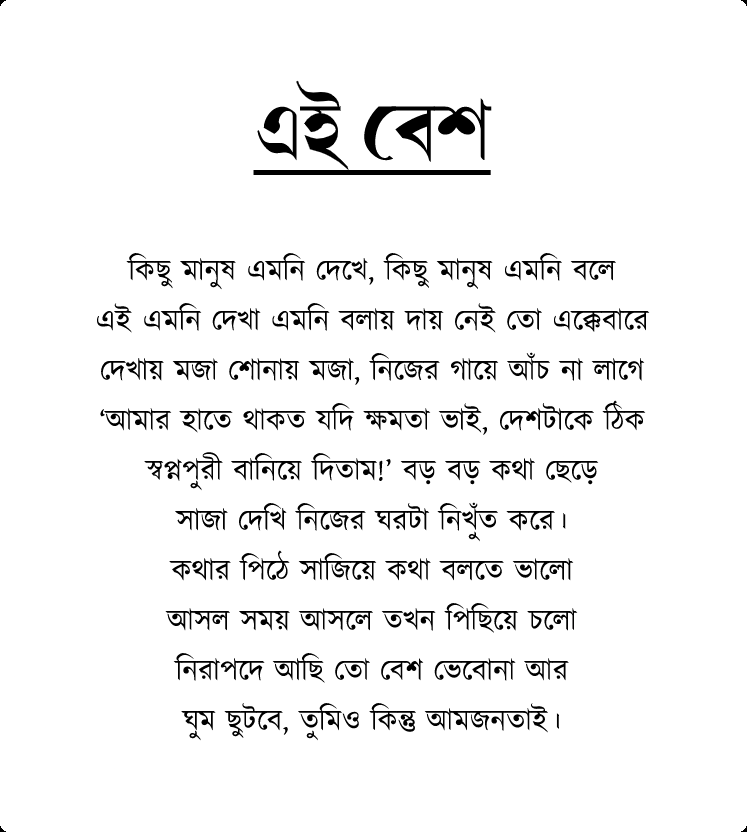 এই বেশ
কিছু মানুষ এমনি দেখে, কিছু মানুষ এমনি বলে
এই এমনি দেখা এমনি বলায় দায় নেই তো এক্কেবারে
দেখায় মজা শোনায় মজা, নিজের গায়ে আঁচ না লাগে
‘আমার হাতে থাকত যদি ক্ষমতা ভাই, দেশটাকে ঠিক
স্বপ্নপুরী বানিয়ে দিতাম!’ বড় বড় কথা ছেড়ে
সাজা দেখি নিজের ঘরটা নিখুঁত করে।
কথার পিঠে সাজিয়ে কথা বলতে ভালো
আসল সময় আসলে তখন পিছিয়ে চলো
নিরাপদে আছি তো বেশ ভেবোনা আর
ঘুম ছুটবে, তুমিও কিন্তু আমজনতাই।